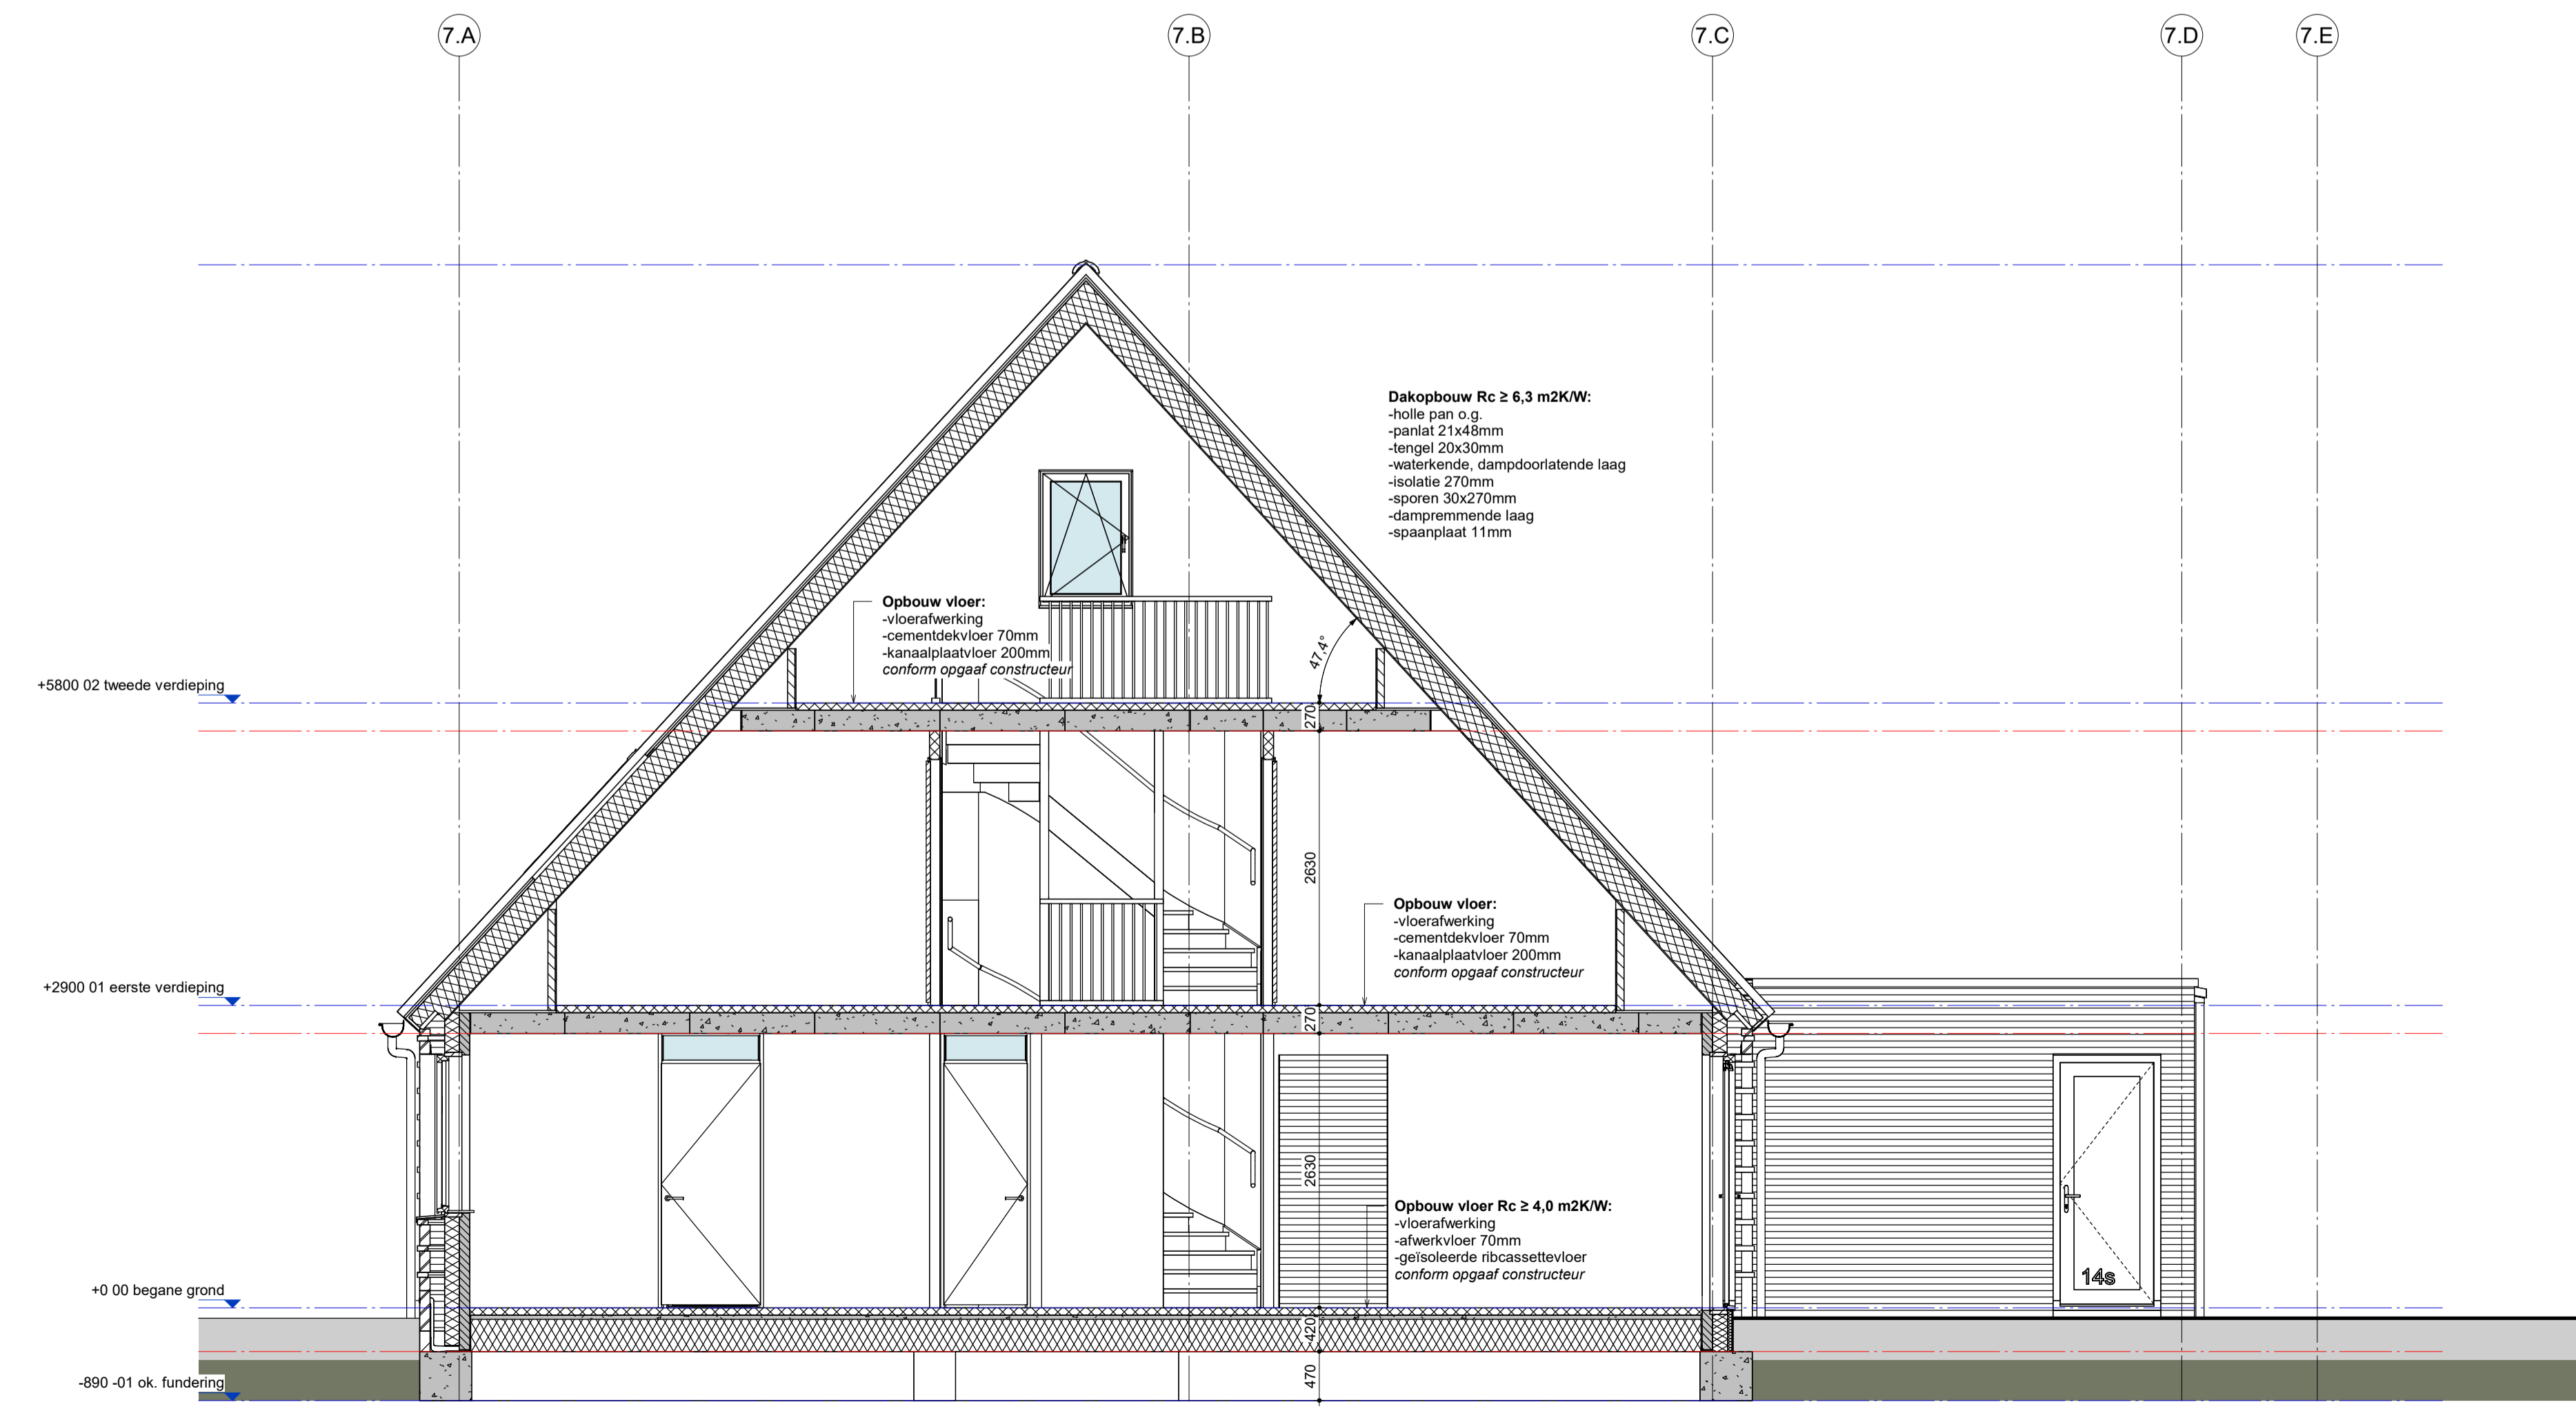 7.A
7.B
7.C
7.D
7.E
Dakopbouw Rc ≥ 6,3 m2K/W:
-holle pan o.g.
-panlat 21x48mm
-tengel 20x30mm
-waterkende, dampdoorlatende laag
-isolatie 270mm
-sporen 30x270mm
-dampremmende laag
-spaanplaat 11mm
Opbouw vloer:
-vloerafwerking
-cementdekvloer 70mm
-kanaalplaatvloer 200mm
conform opgaaf constructeur
47,4°
+5800 02 tweede verdieping
270
2630
Opbouw vloer:
-vloerafwerking
-cementdekvloer 70mm
-kanaalplaatvloer 200mm
conform opgaaf constructeur
+2900 01 eerste verdieping
270
2630
Opbouw vloer Rc ≥ 4,0 m2K/W:
-vloerafwerking
-afwerkvloer 70mm
-geïsoleerde ribcassettevloer
conform opgaaf constructeur
14s
+0 00 begane grond
420
470
-890 -01 ok. fundering